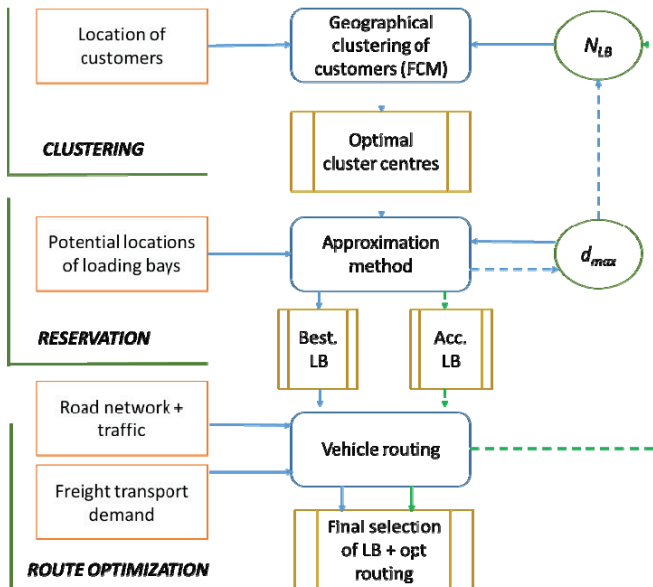 Location of
customers
Geographical
clustering of
customers (FCM)
N_LB
CLUSTERING
Optimal
cluster centres
Potential locations
of loading bays
Approximation
method
d_max
RESERVATION
Best.
LB
Acc.
LB
Road network +
traffic
Vehicle routing
Freight transport
demand
Final selection
of LB + opt
routing
ROUTE OPTIMIZATION